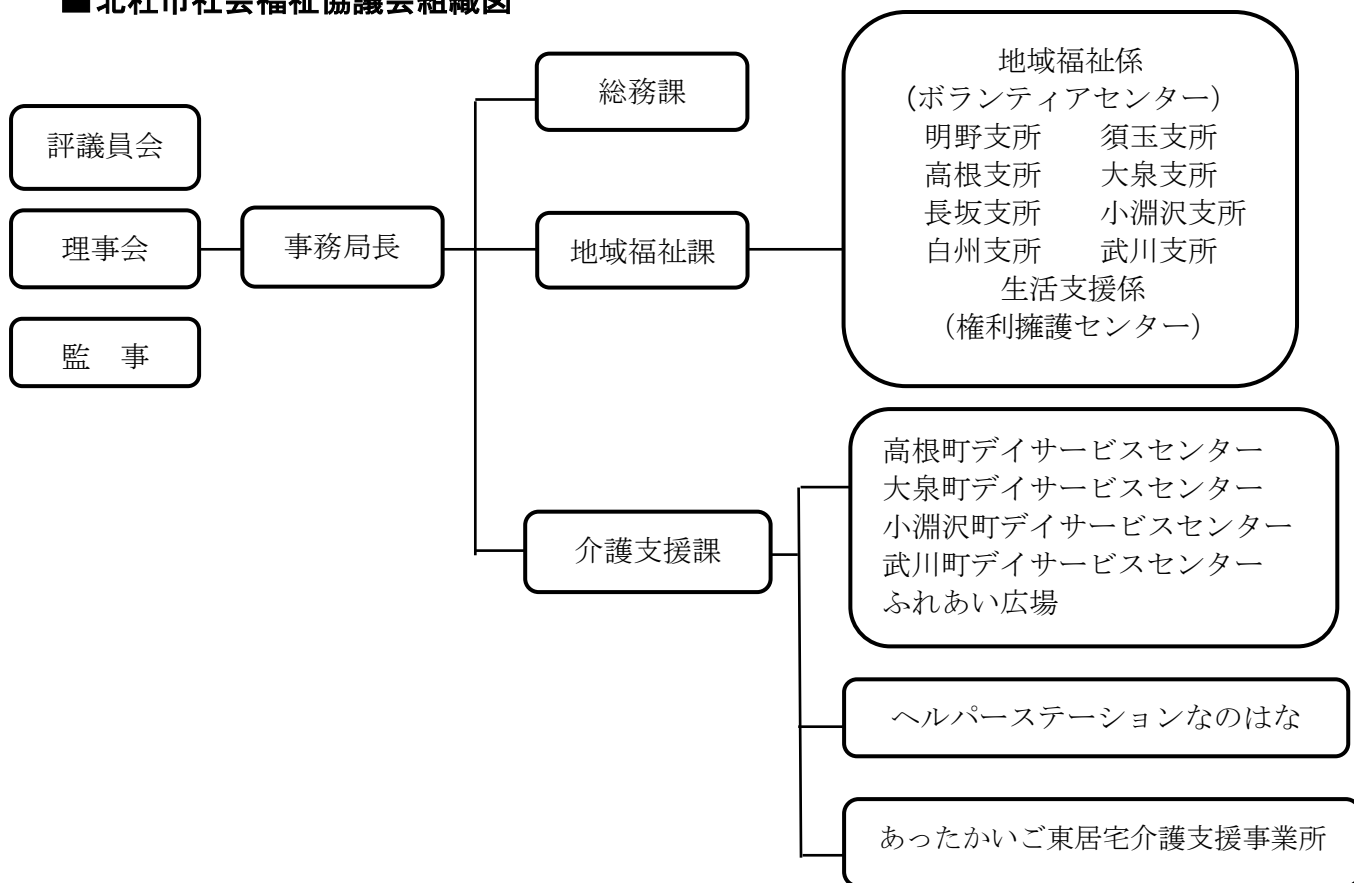 ■北杜市社会福祉協議会組織図
評議員会
理事会
監　事
事務局長
総務課
地域福祉課
介護支援課
地域福祉係
（ボランティアセンター）
明野支所　　須玉支所
高根支所　　大泉支所
長坂支所　　小淵沢支所
白州支所　　武川支所
生活支援係
（権利擁護センター）
高根町デイサービスセンター
大泉町デイサービスセンター
小淵沢町デイサービスセンター
武川町デイサービスセンター
ふれあい広場
ヘルパーステーションなのはな
あったかいご東居宅介護支援事業所